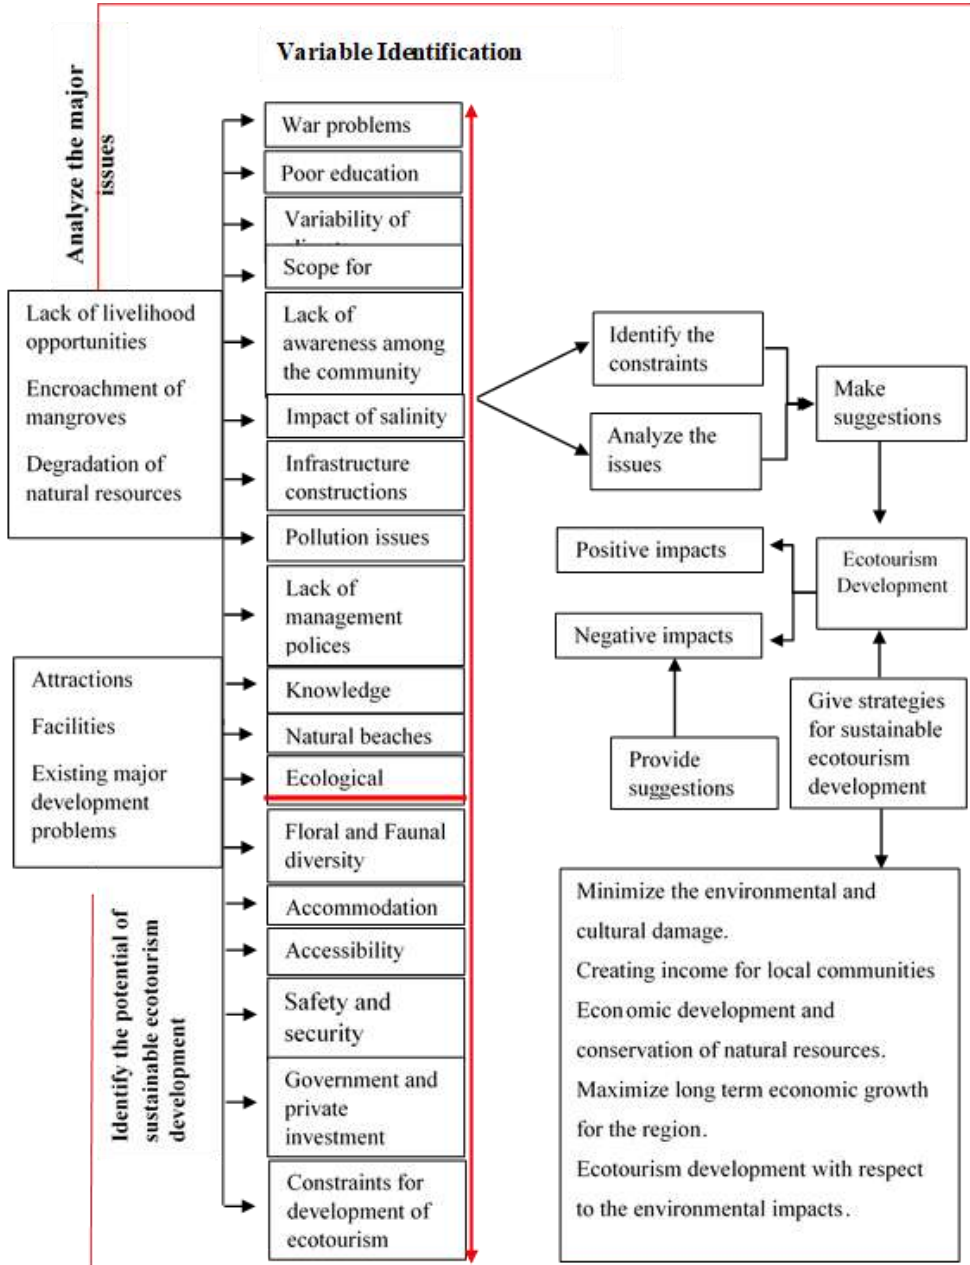 Variable Identification
Analyze the major
issues
War problems
Poor education
Variability of
Scope for
Lack of
awareness among
the community
Impact of salinity
Infrastructure
constructions
Pollution issues
Lack of
management
polices
Knowledge
Natural beaches
Ecological
Floral and Faunal
diversity
Accommodation
Accessibility
Safety and
security
Government and
private
investment
Constraints for
development of
ecotourism
Lack of livelihood
opportunities
Encroachment of
mangroves
Degradation of
natural resources
Attractions
Facilities
Existing major
development
problems
Identify the potential of
sustainable ecotourism
development
Identify the
constraints
Analyze the
issues
Make
suggestions
Positive impacts
Negative impacts
Ecotourism
Development
Provide
suggestions
Give strategies
for sustainable
ecotourism
development
Minimize the environmental and
cultural damage.
Creating income for local communities
Economic development and
conservation of natural resources.
Maximize long term economic growth
for the region.
Ecotourism development with respect
to the environmental impacts.